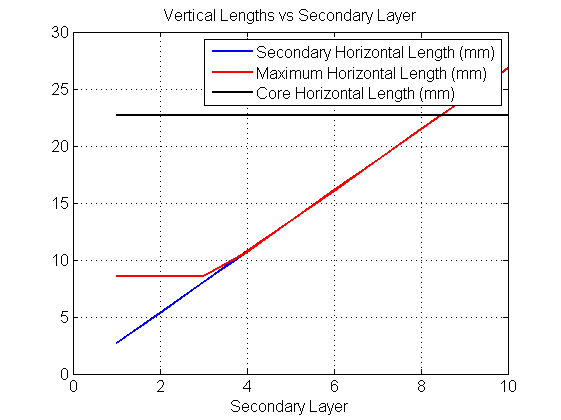 Vertical Lengths vs Secondary Layer
30
Secondary Horizontal Length (mm)
Maximum Horizontal Length (mm)
Core Horizontal Length (mm)
25
20
15
10
5
0
0 2 4 6 8 10
Secondary Layer